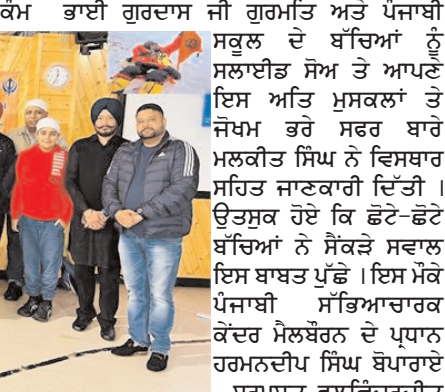 ਕੰਮ ਭਾਈ ਗੁਰਦਾਸ ਜੀ ਗੁਰਮਤਿ ਅਤੇ ਪੰਜਾਬੀ
ਸਕੂਲ ਦੇ ਬੱਚਿਆਂ ਨੂੰ
ਸਲਾਈਡ ਸੋਅ ਤੇ ਆਪਣੇ
ਇਸ ਅਤਿ ਮੁਸਕਲਾਂ ਤੇ
ਜੋਖਮ ਭਰੇ ਸਫਰ ਬਾਰੇ
ਮਲਕੀਤ ਸਿੰਘ ਨੇ ਵਿਸਥਾਰ
ਸਹਿਤ ਜਾਣਕਾਰੀ ਦਿੱਤੀ ।
ਉਤਸੁਕ ਹੋਏ ਕਿ ਛੋਟੇ-ਛੋਟੇ
ਬੱਚਿਆਂ ਨੇ ਸੈਂਕੜੇ ਸਵਾਲ
ਇਸ ਬਾਬਤ ਪੁੱਛੇ । ਇਸ ਮੌਕੇ
ਪੰਜਾਬੀ ਸੱਭਿਆਚਾਰਕ
ਕੇਂਦਰ ਮੈਲਬੌਰਨ ਦੇ ਪ੍ਰਧਾਨ
ਹਰਮਨਦੀਪ ਸਿੰਘ ਬੋਪਾਰਾਏ